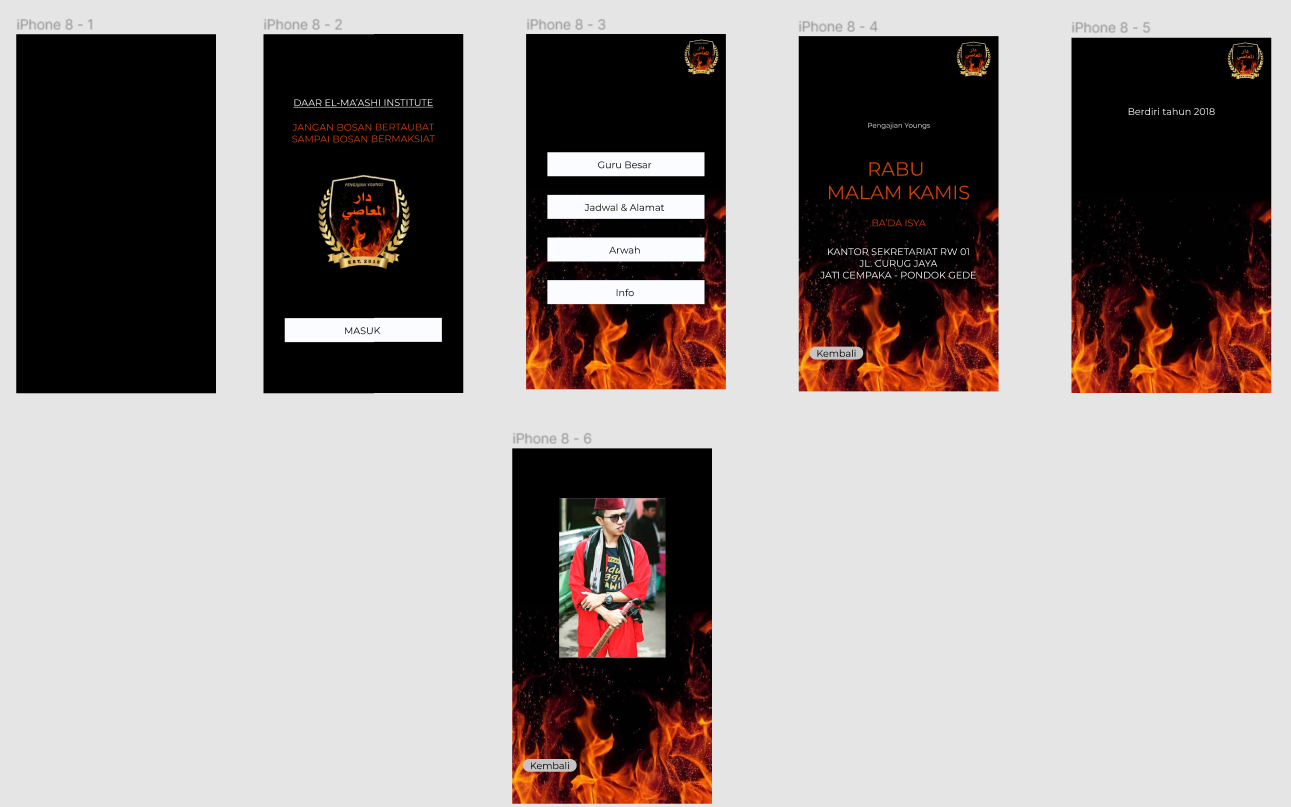 iPhone 8 - 1
iPhone 8 - 2
DAAR EL-MA'ASHI INSTITUTE
JANGAN BOSAN BERTAUBAT
SAMPAI BOSAN BERMAKSIAT
PENGAJIAN YOUNGS
دار
المعاصي
EST. 2018
MASUK
iPhone 8 - 3
Guru Besar
Jadwal & Alamat
Arwah
Info
iPhone 8 - 4
Pengajian Youngs
RABU
MALAM KAMIS
BA'DA ISYA
KANTOR SEKRETARIAT RW 01
JL. CURUG JAYA
JATI CEMPAKA - PONDOK GEDE
Kembali
iPhone 8 - 5
Berdiri tahun 2018
iPhone 8 - 6
Kembali